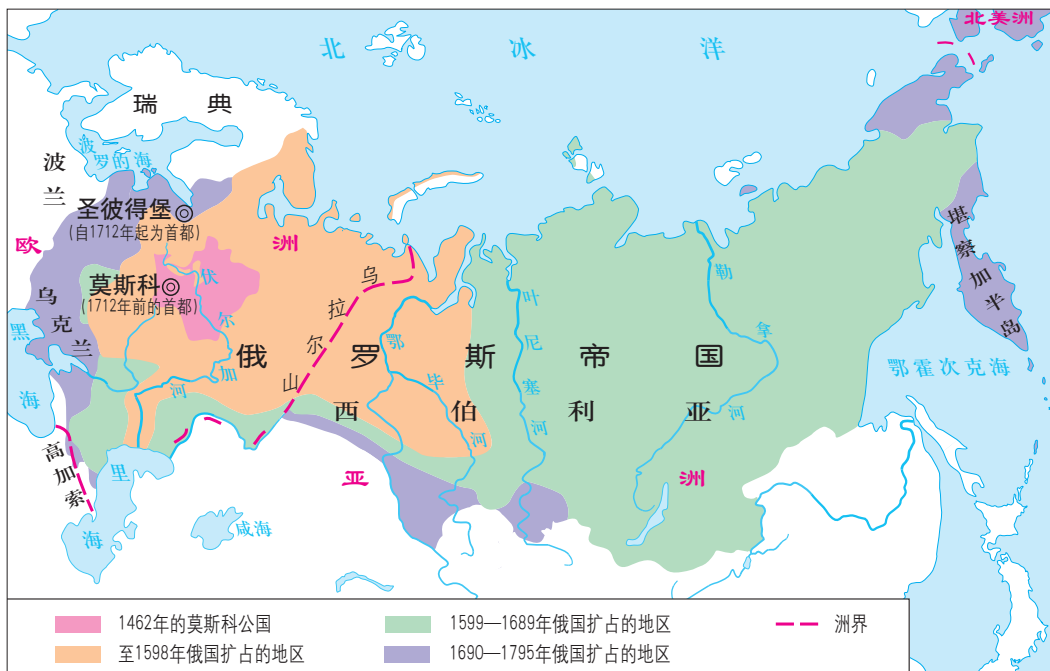 北美洲
北冰洋
瑞典
波罗的海
波兰
圣彼得堡
(自1712年起为首都)
欧洲
莫斯科
(1712年前的首都)
伏尔加河
乌拉尔山
鄂毕河
叶尼塞河
勒拿河
堪察加半岛
鄂霍次克海
乌克兰
黑海
俄罗斯帝国
西伯利亚
亚洲
高加索
里海
咸海
1462年的莫斯科公国
至1598年俄国扩占的地区
1599—1689年俄国扩占的地区
1690—1795年俄国扩占的地区
洲界